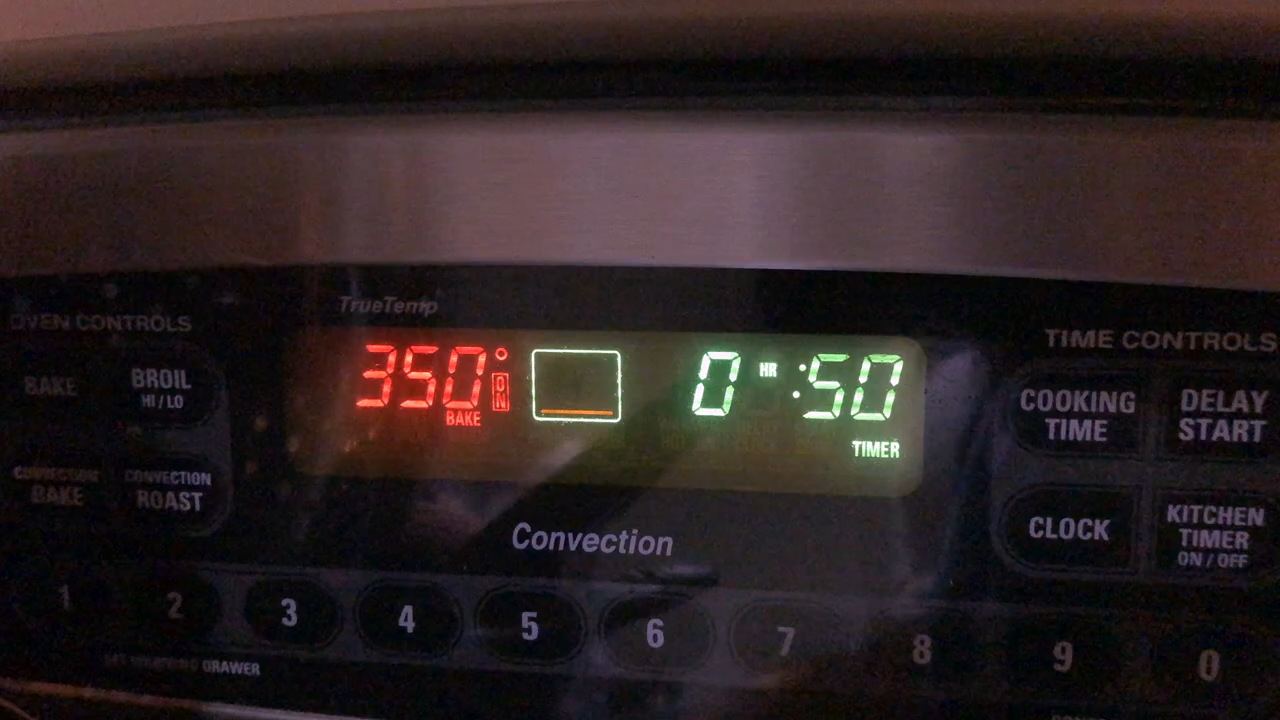 TrueTemp
OVEN CONTROLS
TIME CONTROLS
BAKE
BROIL
HI / LO
350°
ON
BAKE
0 HR :50
TIMER
COOKING
TIME
DELAY
START
CONVECTION
BAKE
CONVECTION
ROAST
Convection
CLOCK
KITCHEN
TIMER
ON / OFF
1 2 3 4 5 6 7 8 9 0
DRAWER